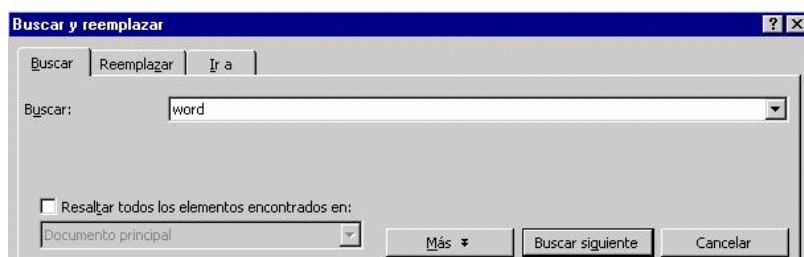 Buscar y reemplazar
Buscar Reemplazar Ir a
Buscar: word
Resaltar todos los elementos encontrados en:
Documento principal
Más Buscar siguiente Cancelar